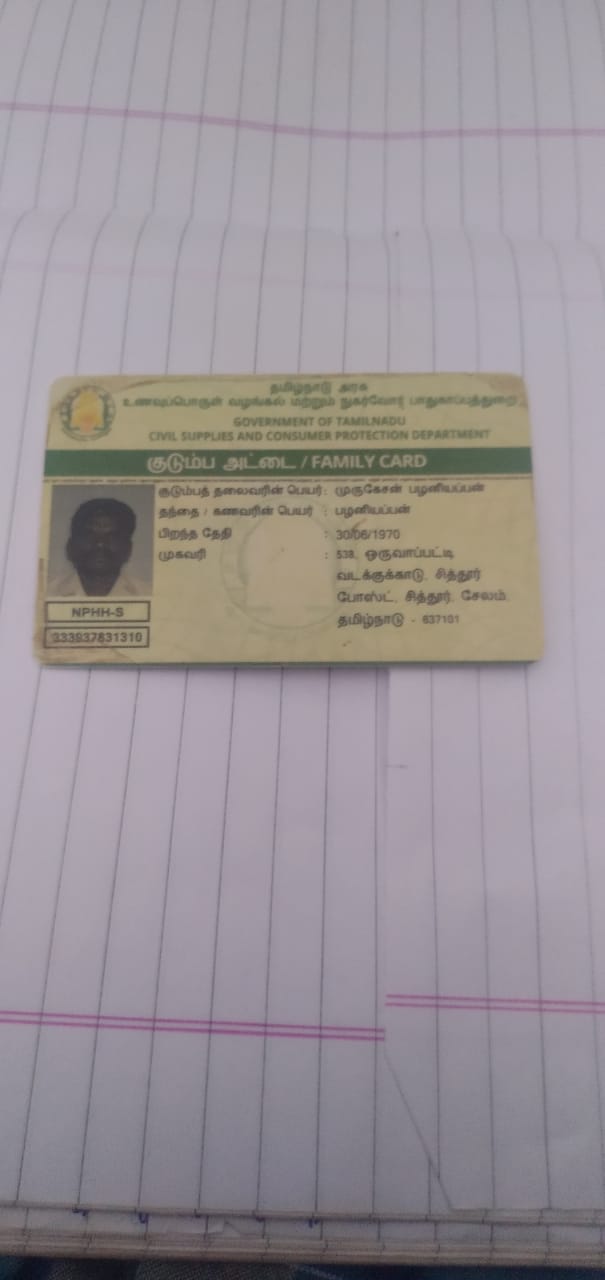 தமிழ்நாடு அரசு
உணவுப்பொருள் வழங்கல் மற்றும் நுகர்வோர் பாதுகாப்புத்துறை
GOVERNMENT OF TAMILNADU
CIVIL SUPPLIES AND CONSUMER PROTECTION DEPARTMENT
குடும்ப அட்டை / FAMILY CARD
குடும்பத் தலைவரின் பெயர் : முருகேசன் பழனியப்பன்
தந்தை / கணவரின் பெயர் : பழனியப்பன்
பிறந்த தேதி : 30/06/1970
முகவரி : 538, ஒருவாப்பட்டி
வடக்குக்காடு, சித்தூர்
போஸ்ட், சித்தூர், சேலம்,
தமிழ்நாடு - 637101
NPHH-S
333937831310